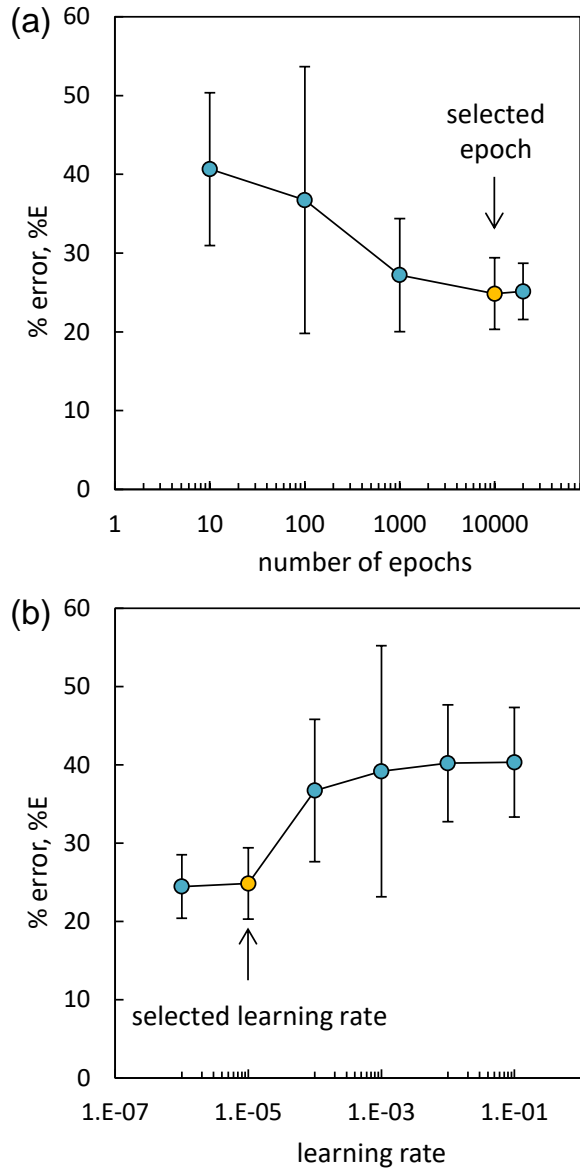 (a)
60
50
selected
epoch
40
30
20
10
0
% error, %E
1 10 100 1000 10000
number of epochs
(b)
60
50
40
30
20
10
0
% error, %E
selected learning rate
1.E-07 1.E-05 1.E-03 1.E-01
learning rate